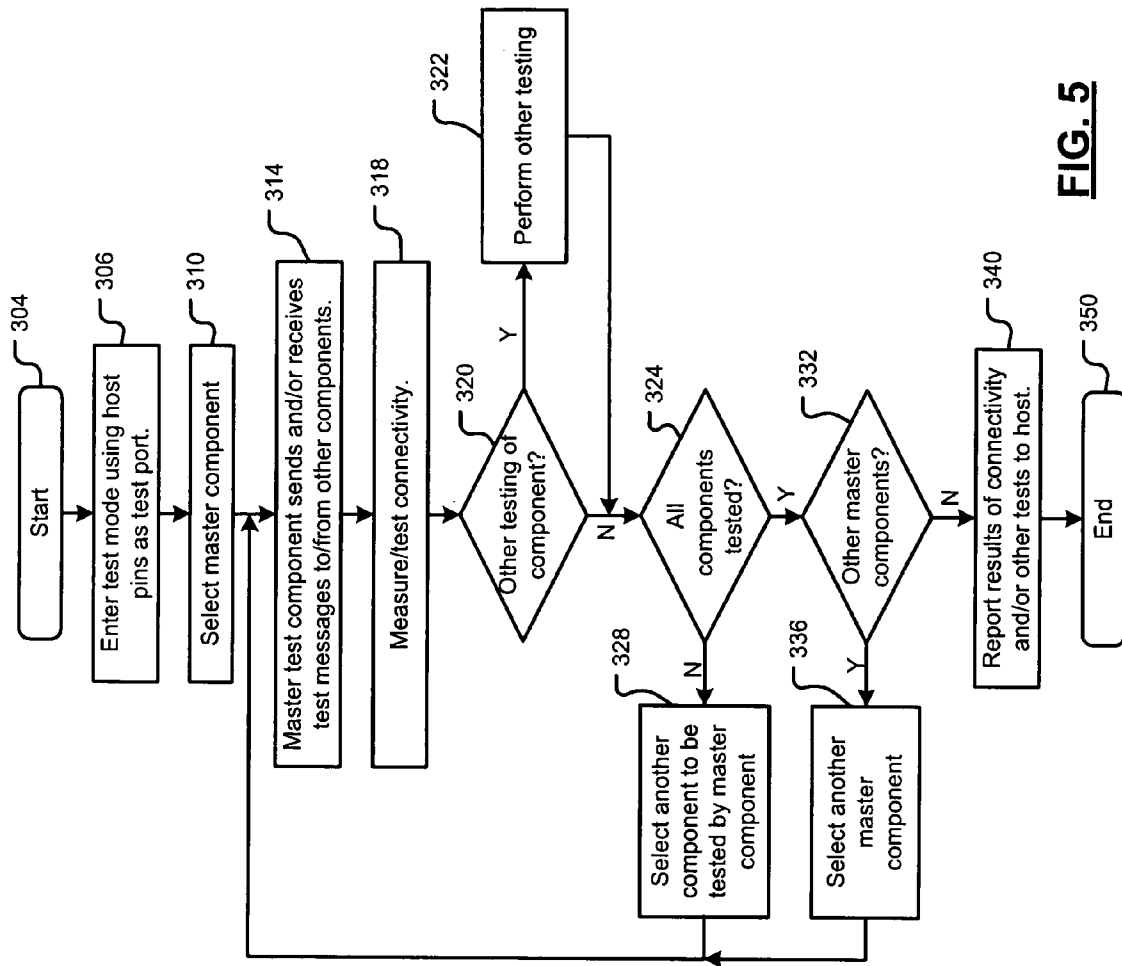 Start
304
Enter test mode using host
pins as test port.
306
Select master component
310
Master test component sends and/or receives
test messages to/from other components.
314
Measure/test connectivity.
318
Other testing of
component?
320
Y
N
Perform other testing
322
All
components
tested?
324
N
Y
Select another
component to be
tested by master
component
328
Other master
components?
332
Y
N
Select another
master
component
336
Report results of connectivity
and/or other tests to host.
340
End
350
FIG. 5